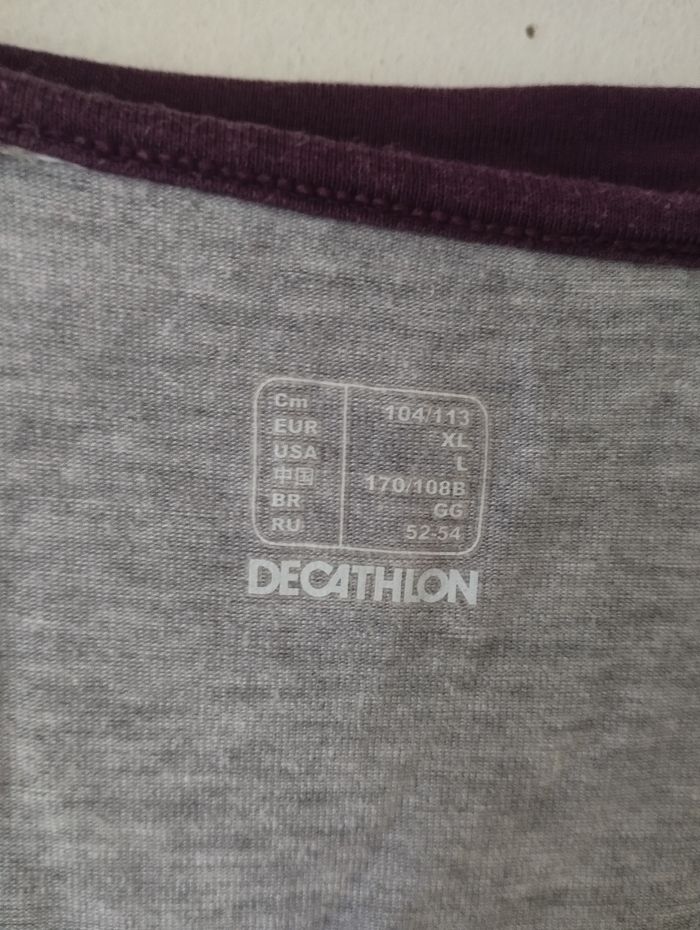 Cm 104/113
EUR XL
USA L
中国 170/108B
BR GG
RU 52-54
DECATHLON